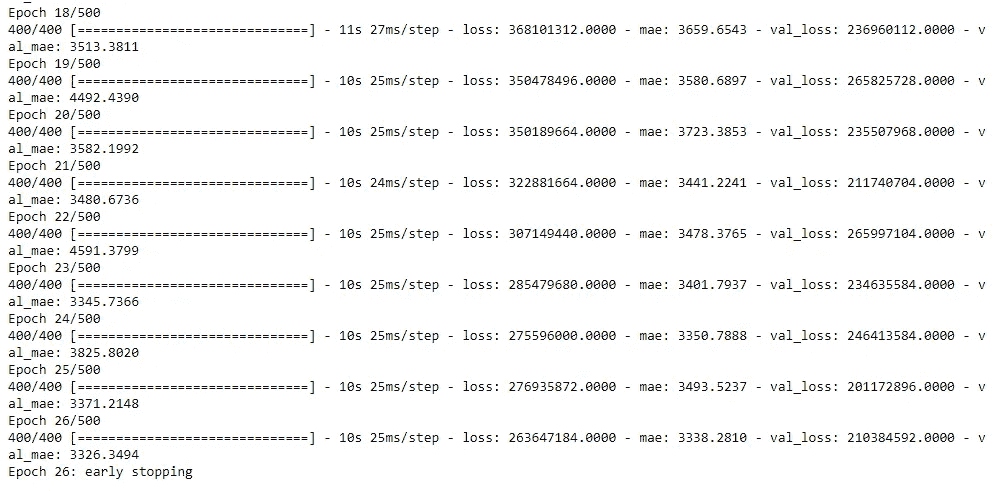 Epoch 18/500
400/400 [==============================] - 11s 27ms/step - loss: 368101312.0000 - mae: 3659.6543 - val_loss: 236960112.0000 - v
al_mae: 3513.3811
Epoch 19/500
400/400 [==============================] - 10s 25ms/step - loss: 350478496.0000 - mae: 3580.6897 - val_loss: 265825728.0000 - v
al_mae: 4492.4390
Epoch 20/500
400/400 [==============================] - 10s 25ms/step - loss: 350189664.0000 - mae: 3723.3853 - val_loss: 235507968.0000 - v
al_mae: 3582.1992
Epoch 21/500
400/400 [==============================] - 10s 24ms/step - loss: 322881664.0000 - mae: 3441.2241 - val_loss: 211740704.0000 - v
al_mae: 3480.6736
Epoch 22/500
400/400 [==============================] - 10s 25ms/step - loss: 307149440.0000 - mae: 3478.3765 - val_loss: 265997104.0000 - v
al_mae: 4591.3799
Epoch 23/500
400/400 [==============================] - 10s 25ms/step - loss: 285479680.0000 - mae: 3401.7937 - val_loss: 234635584.0000 - v
al_mae: 3345.7366
Epoch 24/500
400/400 [==============================] - 10s 25ms/step - loss: 275596000.0000 - mae: 3350.7888 - val_loss: 246413584.0000 - v
al_mae: 3825.8020
Epoch 25/500
400/400 [==============================] - 10s 25ms/step - loss: 276935872.0000 - mae: 3493.5237 - val_loss: 201172896.0000 - v
al_mae: 3371.2148
Epoch 26/500
400/400 [==============================] - 10s 25ms/step - loss: 263647184.0000 - mae: 3338.2810 - val_loss: 210384592.0000 - v
al_mae: 3326.3494
Epoch 26: early stopping